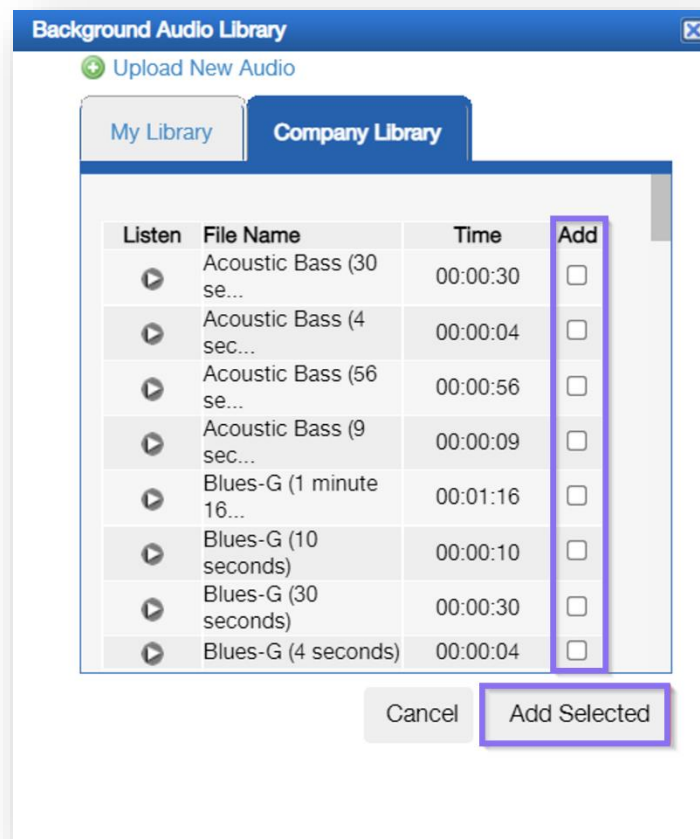 Background Audio Library
Upload New Audio
My Library Company Library
Listen File Name Time Add
Acoustic Bass (30
se... 00:00:30
Acoustic Bass (4
sec... 00:00:04
Acoustic Bass (56
se... 00:00:56
Acoustic Bass (9
sec... 00:00:09
Blues-G (1 minute
16... 00:01:16
Blues-G (10
seconds) 00:00:10
Blues-G (30
seconds) 00:00:30
Blues-G (4 seconds) 00:00:04
Cancel Add Selected